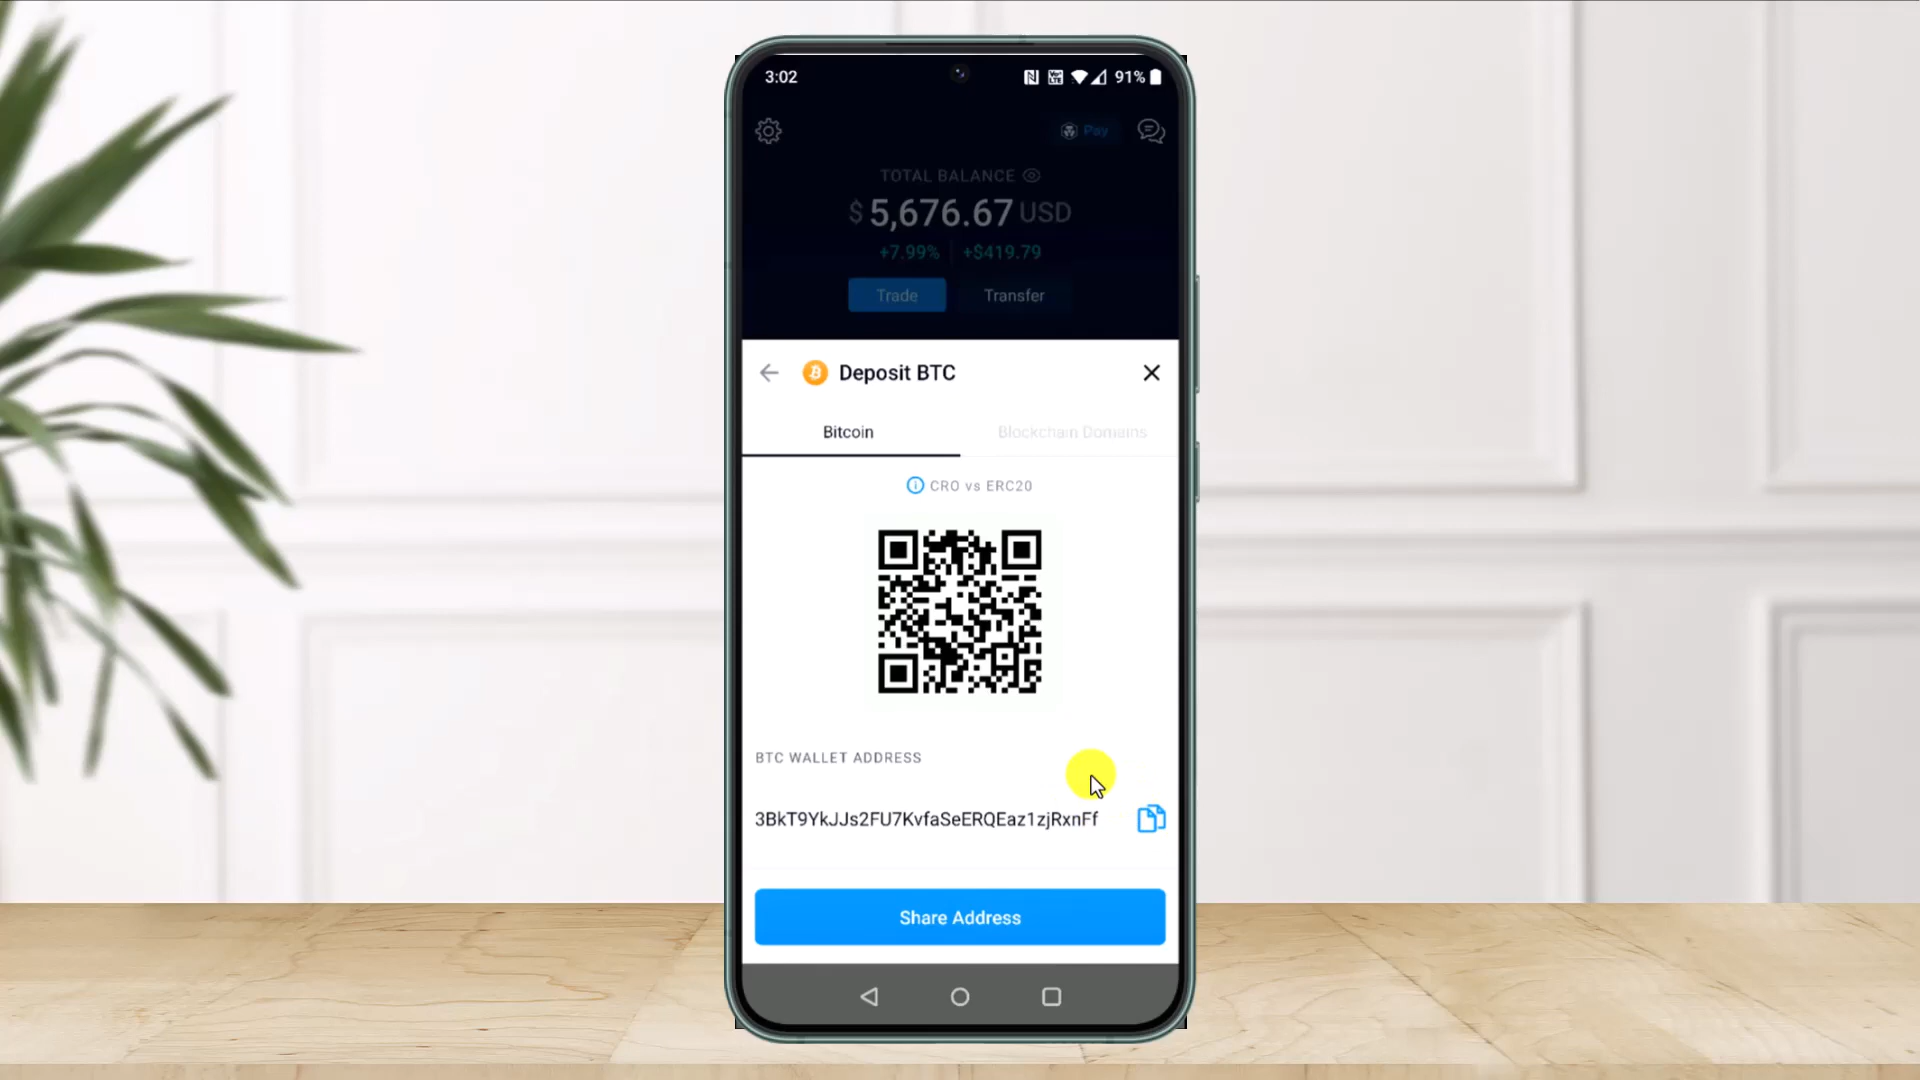 3:02
91%
Pay
TOTAL BALANCE
$ 5,676.67 USD
+7.99% +$419.79
Trade Transfer
Deposit BTC
Bitcoin Blockchain Domains
CRO vs ERC20
BTC WALLET ADDRESS
3BkT9YkJJs2FU7KvfaSeERQEaz1zjRxnFf
Share Address